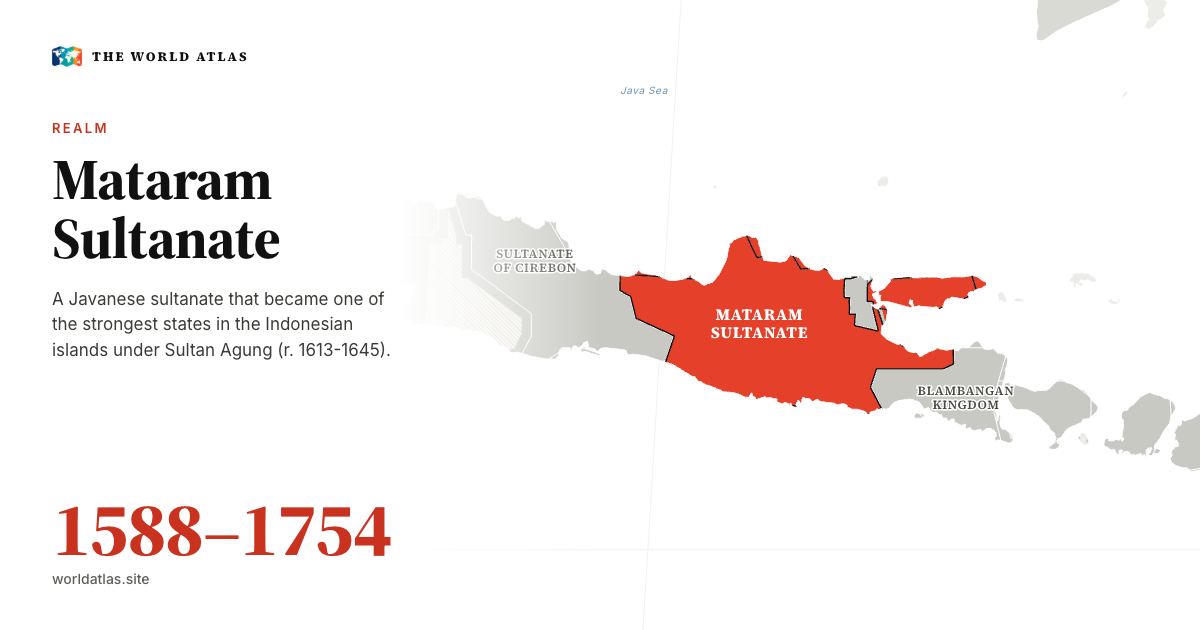 THE WORLD ATLAS
REALM
Mataram
Sultanate
A Javanese sultanate that became one of
the strongest states in the Indonesian
islands under Sultan Agung (r. 1613-1645).
1588–1754
worldatlas.site
Java Sea
SULTANATE
OF CIREBON
MATARAM
SULTANATE
BLAMBANGAN
KINGDOM